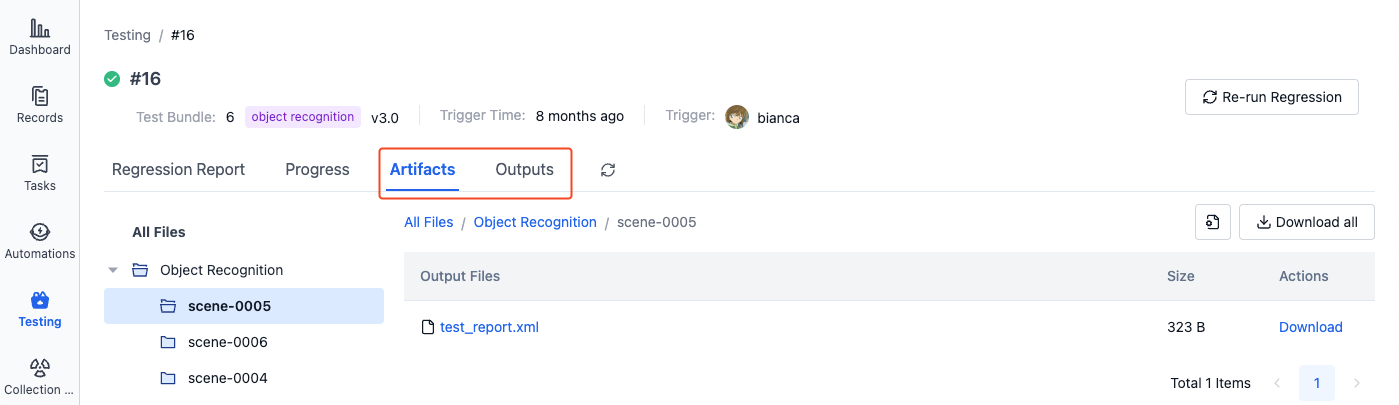 Dashboard
Records
Tasks
Automations
Testing
Collection ...
Testing / #16
#16
Test Bundle: 6 object recognition v3.0 Trigger Time: 8 months ago Trigger: bianca
Re-run Regression
Regression Report Progress Artifacts Outputs
All Files
Object Recognition
scene-0005
scene-0006
scene-0004
All Files / Object Recognition / scene-0005
Download all
Output Files Size Actions
test_report.xml 323 B Download
Total 1 Items < 1 >